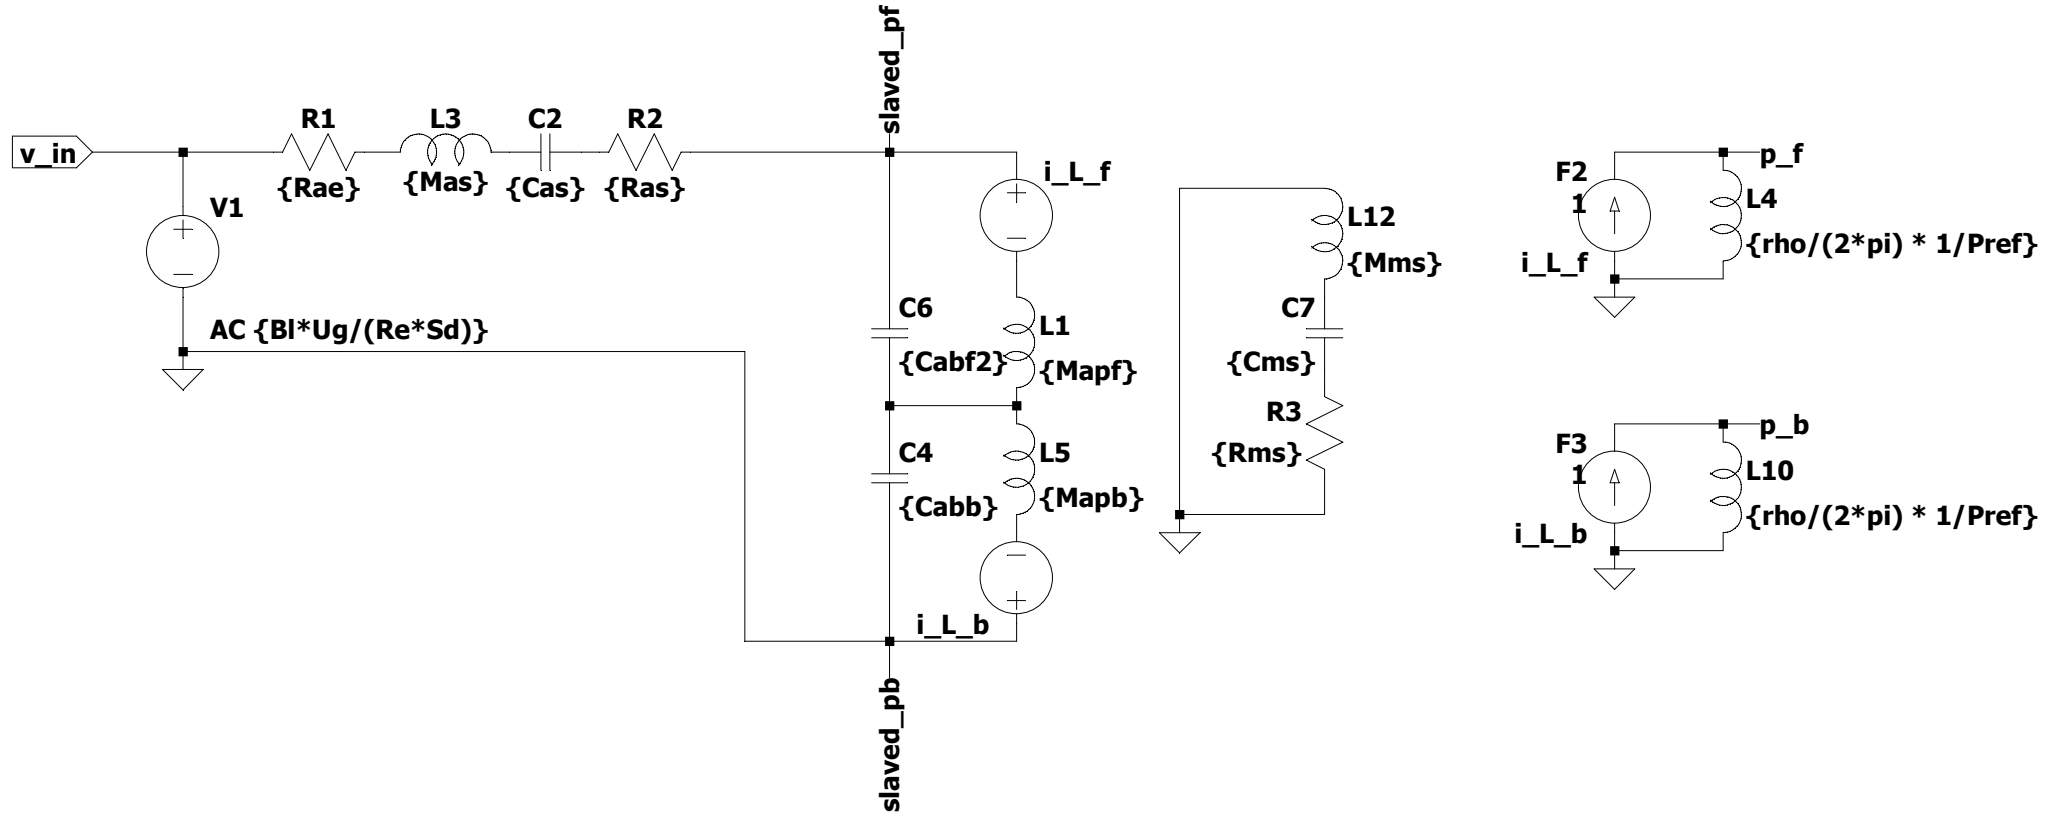 slaved_pf
v_in
R1
L3
C2
R2
{Rae}
{Mas}
{Cas}
{Ras}
V1
AC {Bl*Ug/(Re*Sd)}
i_L_f
C6
{Cabf2}
L1
{Mapf}
C4
{Cabb}
L5
{Mapb}
i_L_b
slaved_pb
L12
{Mms}
C7
{Cms}
R3
{Rms}
F2
1
i_L_f
p_f
L4
{rho/(2*pi) * 1/Pref}
F3
1
i_L_b
p_b
L10
{rho/(2*pi) * 1/Pref}